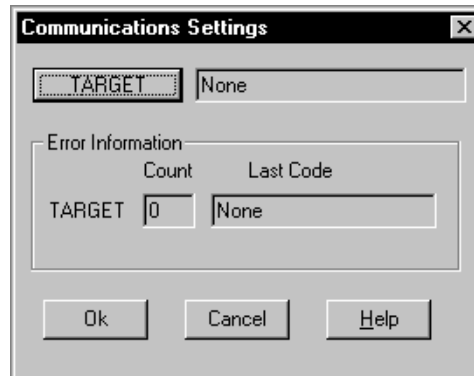 Communications Settings
TARGET None
Error Information
Count Last Code
TARGET 0 None
Ok Cancel Help